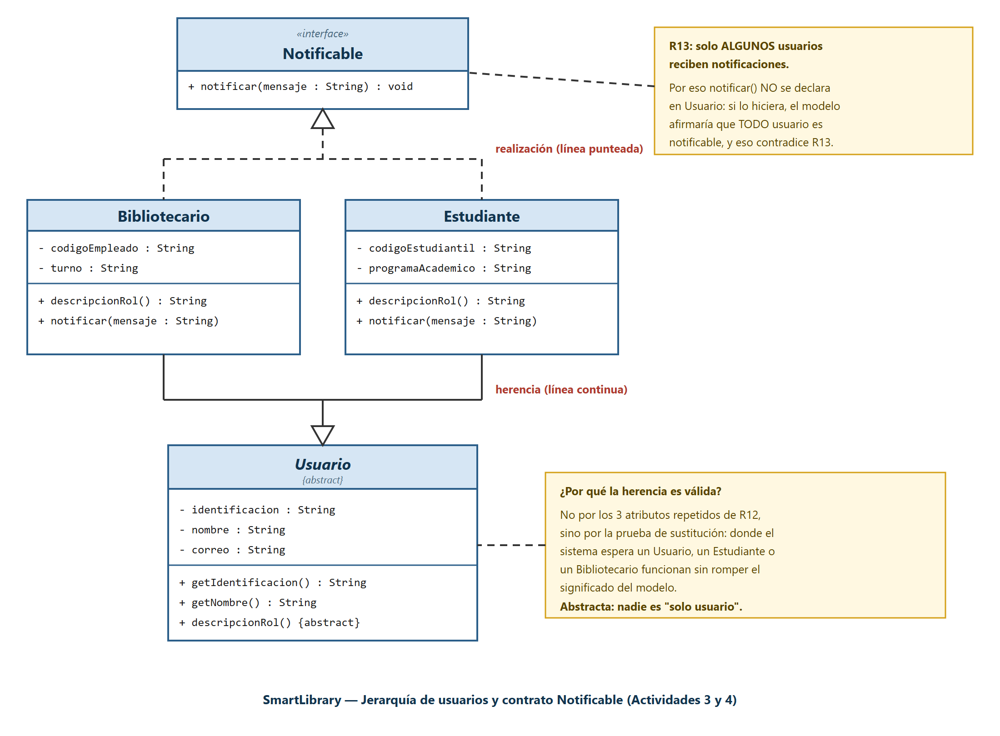 «interface»
Notificable
+ notificar(mensaje : String) : void
R13: solo ALGUNOS usuarios
reciben notificaciones.
Por eso notificar() NO se declara
en Usuario: si lo hiciera, el modelo
afirmaría que TODO usuario es
notificable, y eso contradice R13.
realización (línea punteada)
Bibliotecario
- codigoEmpleado : String
- turno : String
+ descripcionRol() : String
+ notificar(mensaje : String)
Estudiante
- codigoEstudiantil : String
- programaAcademico : String
+ descripcionRol() : String
+ notificar(mensaje : String)
herencia (línea continua)
Usuario
{abstract}
- identificacion : String
- nombre : String
- correo : String
+ getIdentificacion() : String
+ getNombre() : String
+ descripcionRol() {abstract}
¿Por qué la herencia es válida?
No por los 3 atributos repetidos de R12,
sino por la prueba de sustitución: donde el
sistema espera un Usuario, un Estudiante o
un Bibliotecario funcionan sin romper el
significado del modelo.
Abstracta: nadie es "solo usuario".
SmartLibrary — Jerarquía de usuarios y contrato Notificable (Actividades 3 y 4)